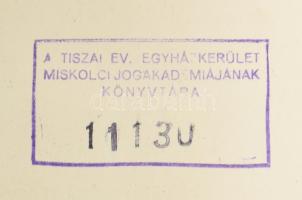 A TISZAI EV. EGYHÁZKERÜLET
MISKOLCI JOGAKADÉMIÁJÁNAK
KÖNYVTÁRA
11130